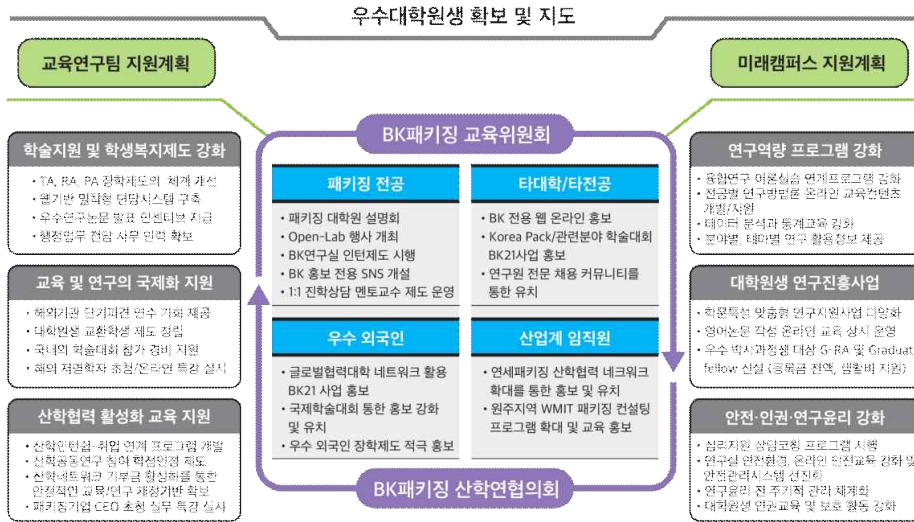 우수대학원생 확보 및 지도
교육연구팀 지원계획
미래캠퍼스 지원계획
BK패키징 교육위원회
학술지원 및 학생복지제도 강화
• TA, RA, PA 장학제도의 체계 개선
• 웹기반 밀착형 면담시스템 구축
• 우수연구논문 발표 인센티브 지급
• 행정업무 전담 사무 인력 확보
교육 및 연구의 국제화 지원
• 해외기관 단기파견 연수 기회 제공
• 대학원생 교환학생 제도 정립
• 국내외 학술대회 참가 경비 지원
• 해외 저명학자 초청/온라인 특강 실시
산학협력 활성화 교육 지원
• 산학인턴쉽-취업 연계 프로그램 개발
• 산학공동연구 참여 학점인정 제도
• 산학네트워크 기부금 활성화를 통한
안정적인 교육/연구 재정기반 확보
• 패키징기업 CEO 초청 실무 특강 실시
패키징 전공
• 패키징 대학원 설명회
• Open-Lab 행사 개최
• BK연구실 인턴제도 시행
• BK 홍보 전용 SNS 개설
• 1:1 진학상담 멘토교수 제도 운영
타대학/타전공
• BK 전용 웹 온라인 홍보
• Korea Pack/관련분야 학술대회
BK21사업 홍보
• 연구원 전문 채용 커뮤니티를
통한 유치
우수 외국인
• 글로벌협력대학 네트워크 활용
BK21 사업 홍보
• 국제학술대회 통한 홍보 강화
및 유치
• 우수 외국인 장학제도 적극 홍보
산업계 임직원
• 연세패키징 산학협력 네크워크
확대를 통한 홍보 및 유치
• 원주지역 WMIT 패키징 컨설팅
프로그램 확대 및 교육 홍보
BK패키징 산학연협의회
연구역량 프로그램 강화
• 융합연구 이론실습 연계프로그램 강화
• 전공별 연구방법론 온라인 교육컨텐츠
개발/지원
• 데이터 분석과 통계교육 강화
• 분야별, 테마별 연구 활용정보 제공
대학원생 연구진흥사업
• 학문특성 맞춤형 연구지원사업 다양화
• 영어논문 작성 온라인 교육 상시 운영
• 우수 박사과정생 대상 G-RA 및 Graduat
fellow 신설 (등록금 전액, 생활비 지원)
안전·인권·연구윤리 강화
• 심리지원 상담코칭 프로그램 시행
• 연구실 안전환경, 온라인 안전교육 강화 및
안전관리시스템 선진화
• 연구윤리 전 주기적 관리 체계화
• 대학원생 인권교육 및 보호 활동 강화